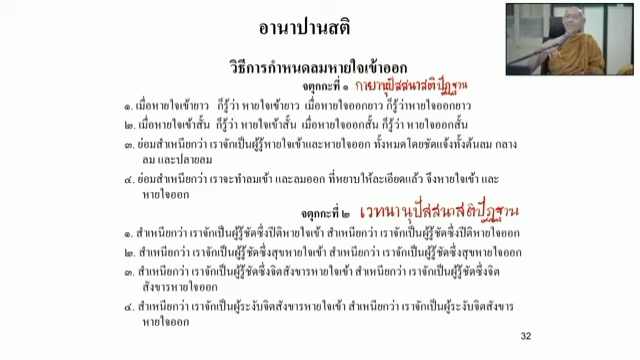 อานาปานสติ
วิธีการกำหนดลมหายใจเข้าออก
จตุกกะที่ ๑ กายานุปัสสนาสติปัฏฐาน
๑. เมื่อหายใจเข้ายาว ก็รู้ว่า หายใจเข้ายาว เมื่อหายใจออกยาว ก็รู้ว่าหายใจออกยาว
๒. เมื่อหายใจเข้าสั้น ก็รู้ว่า หายใจเข้าสั้น เมื่อหายใจออกสั้น ก็รู้ว่า หายใจออกสั้น
๓. ย่อมสำเหนียกว่า เราจักเป็นผู้รู้หายใจเข้าและหายใจออก ทั้งหมดโดยชัดแจ้งทั้งต้นลม กลาง
ลม และปลายลม
๔. ย่อมสำเหนียกว่า เราจะทำลมเข้า และลมออก ที่หยาบให้ละเอียดแล้ว จึงหายใจเข้า และ
หายใจออก
จตุกกะที่ ๒ เวทนานุปัสสนาสติปัฏฐาน
๑. สำเหนียกว่า เราจักเป็นผู้รู้ชัดซึ่งปีติหายใจเข้า สำเหนียกว่า เราจักเป็นผู้รู้ชัดซึ่งปีติหายใจออก
๒. สำเหนียกว่า เราจักเป็นผู้รู้ชัดซึ่งสุขหายใจเข้า สำเหนียกว่า เราจักเป็นผู้รู้ชัดซึ่งสุขหายใจออก
๓. สำเหนียกว่า เราจักเป็นผู้รู้ชัดซึ่งจิตสังขารหายใจเข้า สำเหนียกว่า เราจักเป็นผู้รู้ชัดซึ่งจิต
สังขารหายใจออก
๔. สำเหนียกว่า เราจักเป็นผู้ระงับจิตสังขารหายใจเข้า สำเหนียกว่า เราจักเป็นผู้ระงับจิตสังขาร
หายใจออก
32